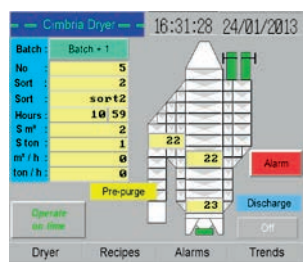 Cimbria Dryer 16:31:28 24/01/2013
Batch : Batch + 1
No : 5
Sort : 2
Sort : sort2
Hours : 10 59
S m³ 2
S ton : 1
m³/h : 0
ton/h : 0
22
22
23
Alarm
Pre-purge
Discharge
Off
Operate
on time
Dryer Recipes Alarms Trends